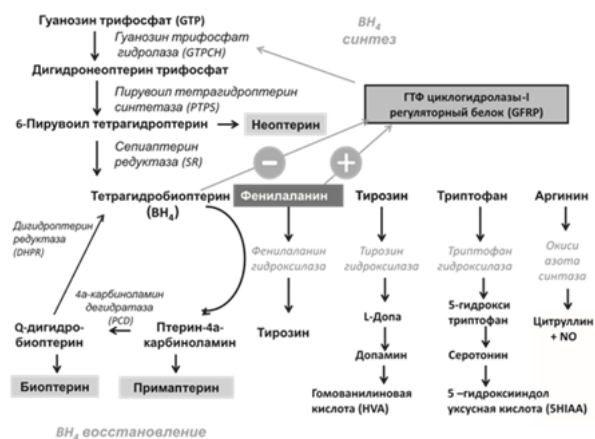 Гуанозин трифосфат (GTP)
Гуанозин трифосфат
гидролаза (GTPCH)
Дигидронеоптерин трифосфат
Пирувоил тетрагидроптерин
синтетаза (PTPS)
6-Пирувоил тетрагидроптерин
Неоптерин
Сепиаптерин
редуктаза (SR)
BH4
синтез
ГТФ циклогидролазы-I
регуляторный белок (GFRP)
−
+
Тетрагидробиоптерин
(BH4)
Фенилаланин
Тирозин
Триптофан
Аргинин
Дигидроптерин
редуктаза
(DHPR)
Фенилаланин
гидроксилаза
Тирозин
гидроксилаза
Триптофан
гидроксилаза
Окиси
азота
синтаза
4а-карбиноламин
дегидратаза
(PCD)
Q-дигидро-
биоптерин
Птерин-4а-
карбиноламин
Тирозин
L-Допа
5-гидрокси
триптофан
Цитруллин
+ NO
Допамин
Серотонин
Биоптерин
Примаптерин
Гомованилиновая
кислота (HVA)
5 –гидроксииндол
уксусная кислота (5HIAA)
BH4 восстановление